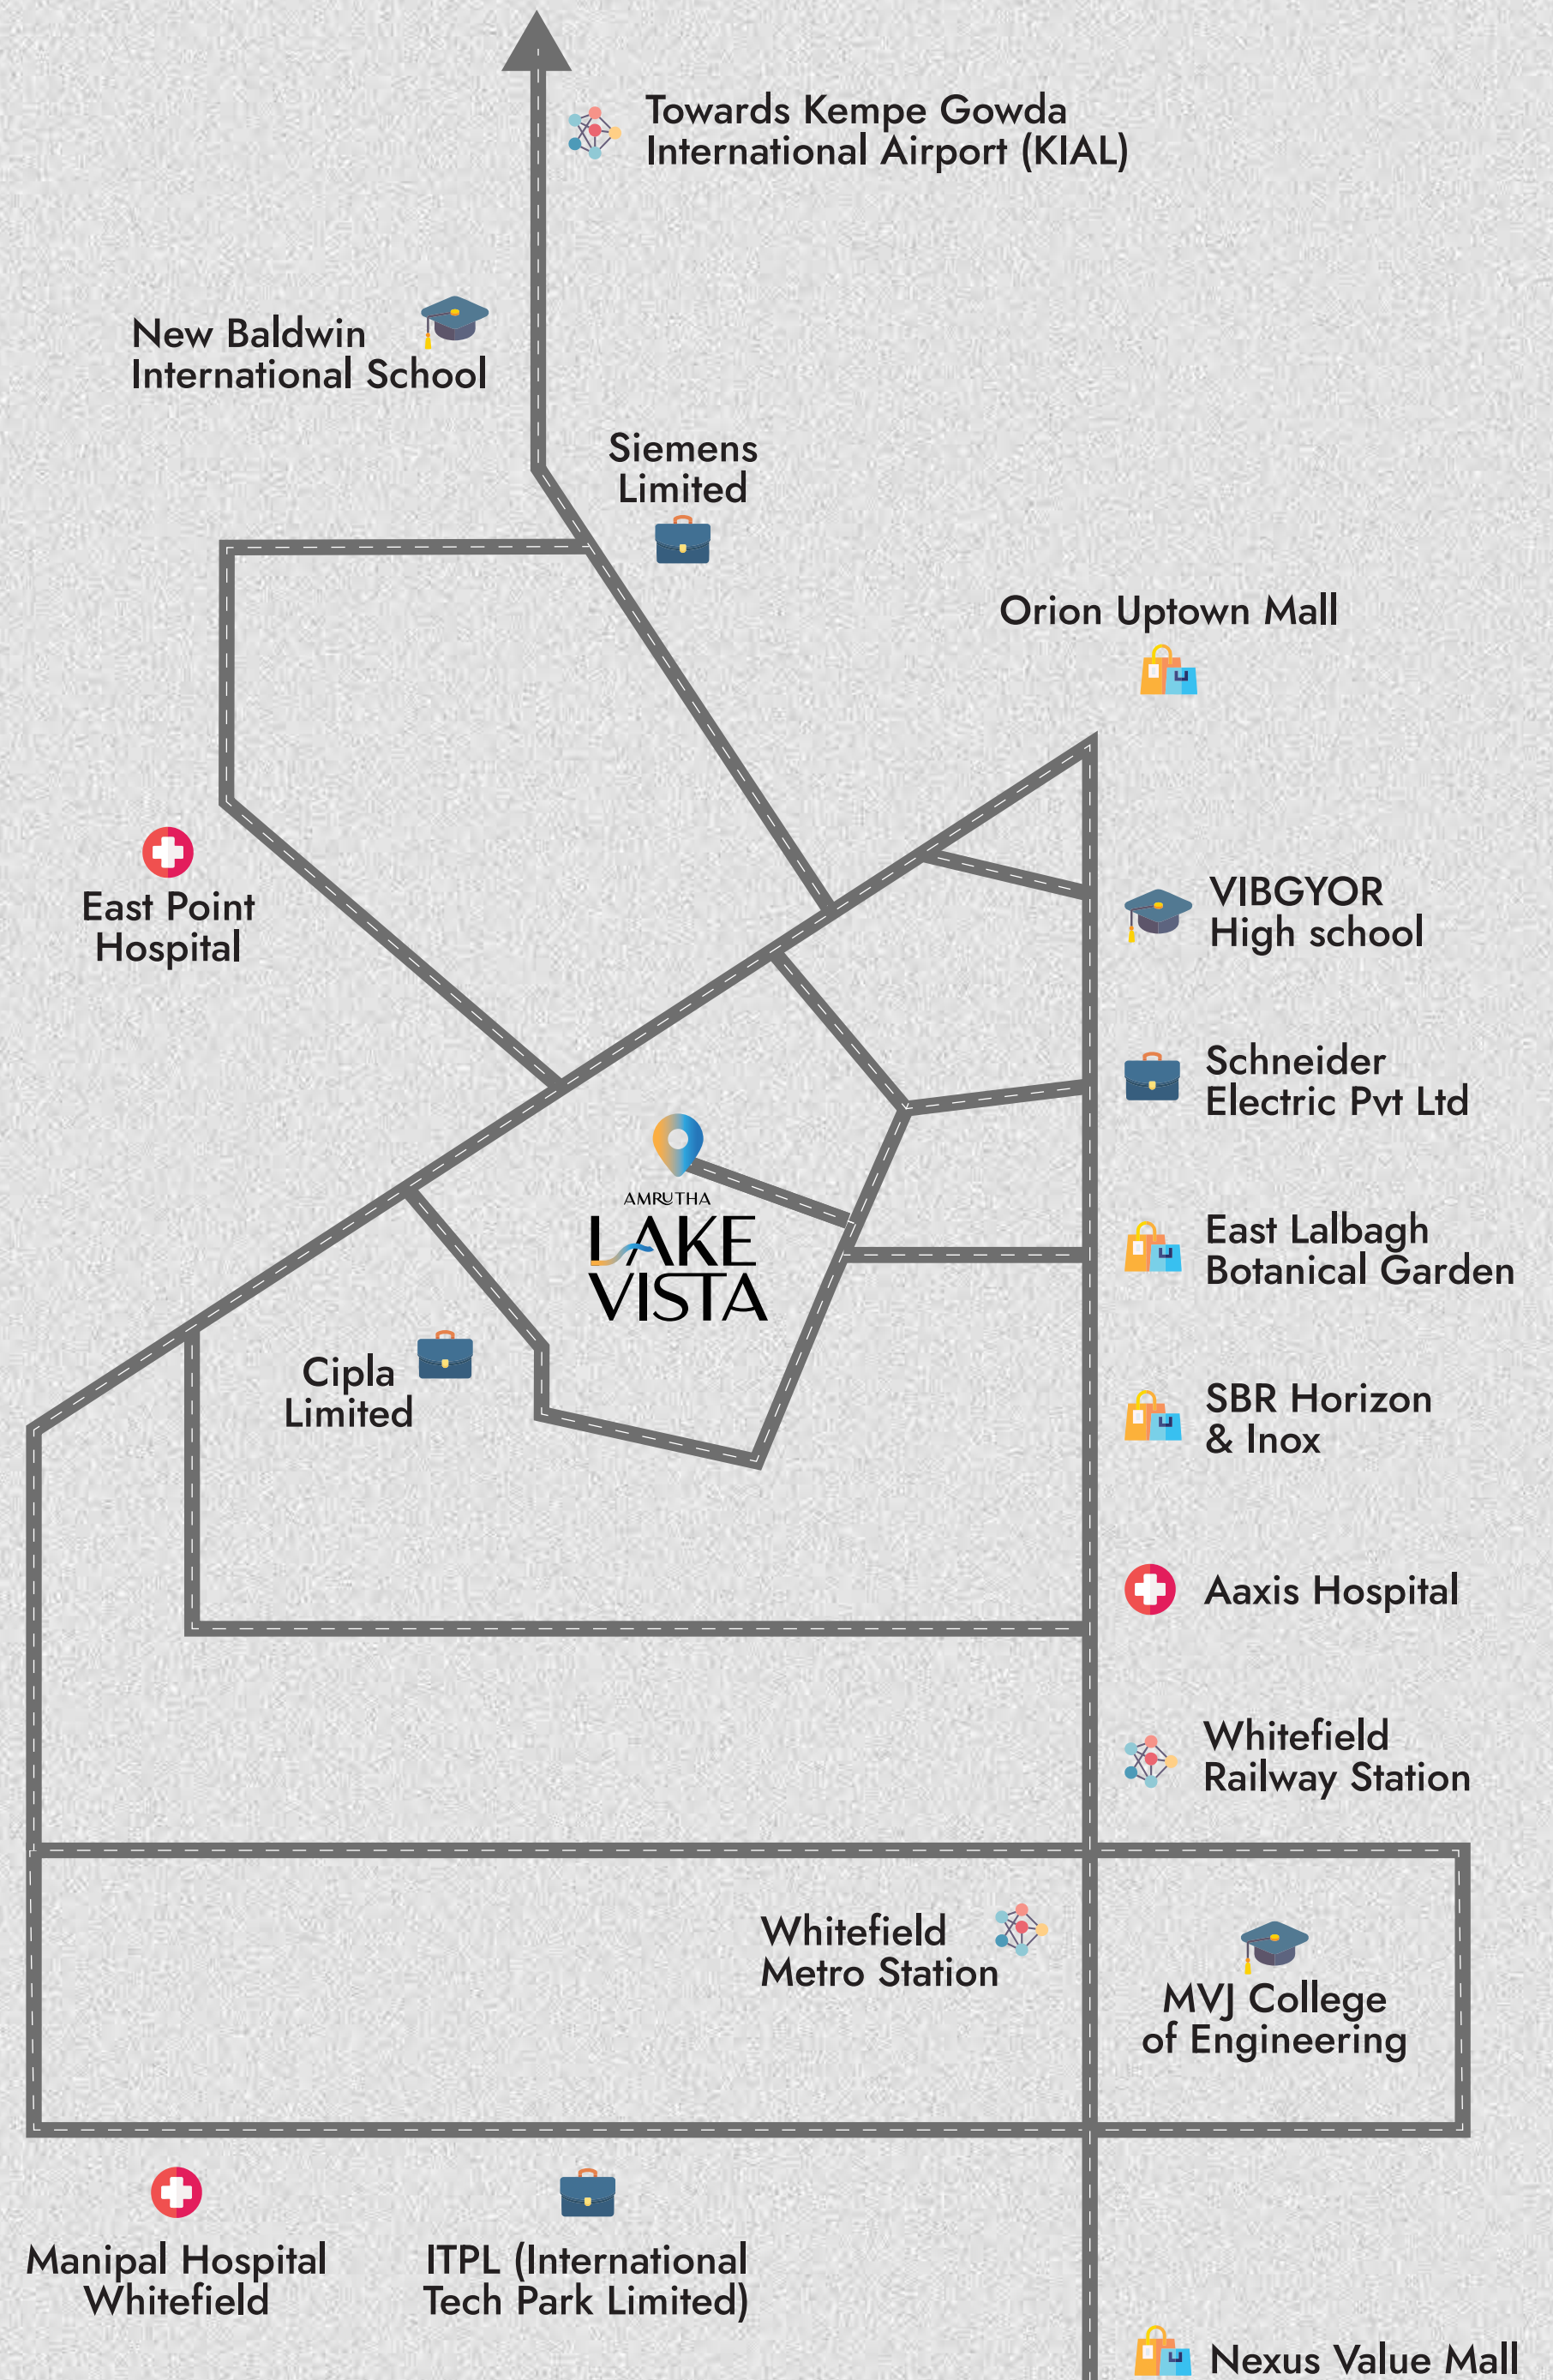 Towards Kempe Gowda
International Airport (KIAL)
New Baldwin
International School
Siemens
Limited
Orion Uptown Mall
East Point
Hospital
VIBGYOR
High school
Schneider
Electric Pvt Ltd
AMRUTHA
LAKE
VISTA
East Lalbagh
Botanical Garden
Cipla
Limited
SBR Horizon
& Inox
Aaxis Hospital
Whitefield
Railway Station
Whitefield
Metro Station
MVJ College
of Engineering
Manipal Hospital
Whitefield
ITPL (International
Tech Park Limited)
Nexus Value Mall